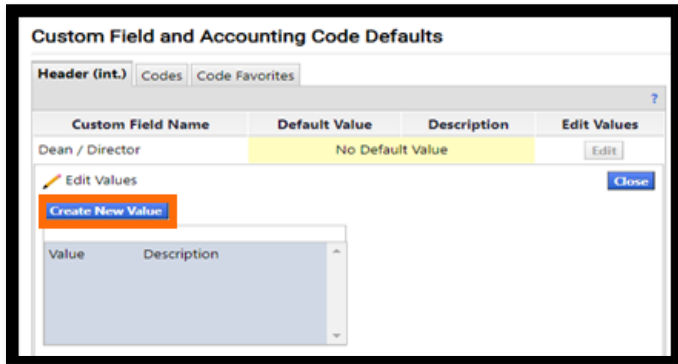 Custom Field and Accounting Code Defaults
Header (int.) Codes Code Favorites
?
Custom Field Name Default Value Description Edit Values
Dean / Director No Default Value Edit
Edit Values Close
Create New Value
Value Description